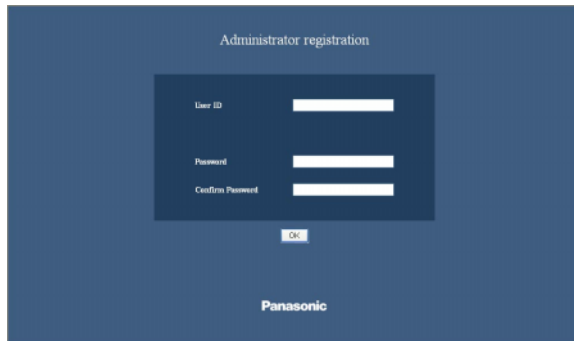 Administrator registration
User ID
Password
Confirm Password
OK
Panasonic